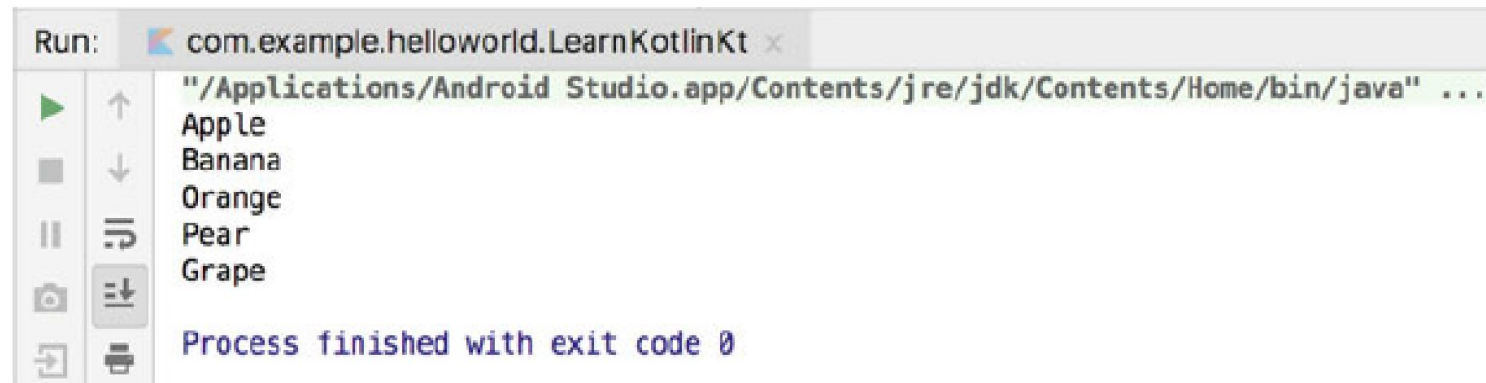 Run: com.example.helloworld.LearnKotlinKt ×
"/Applications/Android Studio.app/Contents/jre/jdk/Contents/Home/bin/java" ...
Apple
Banana
Orange
Pear
Grape
Process finished with exit code 0